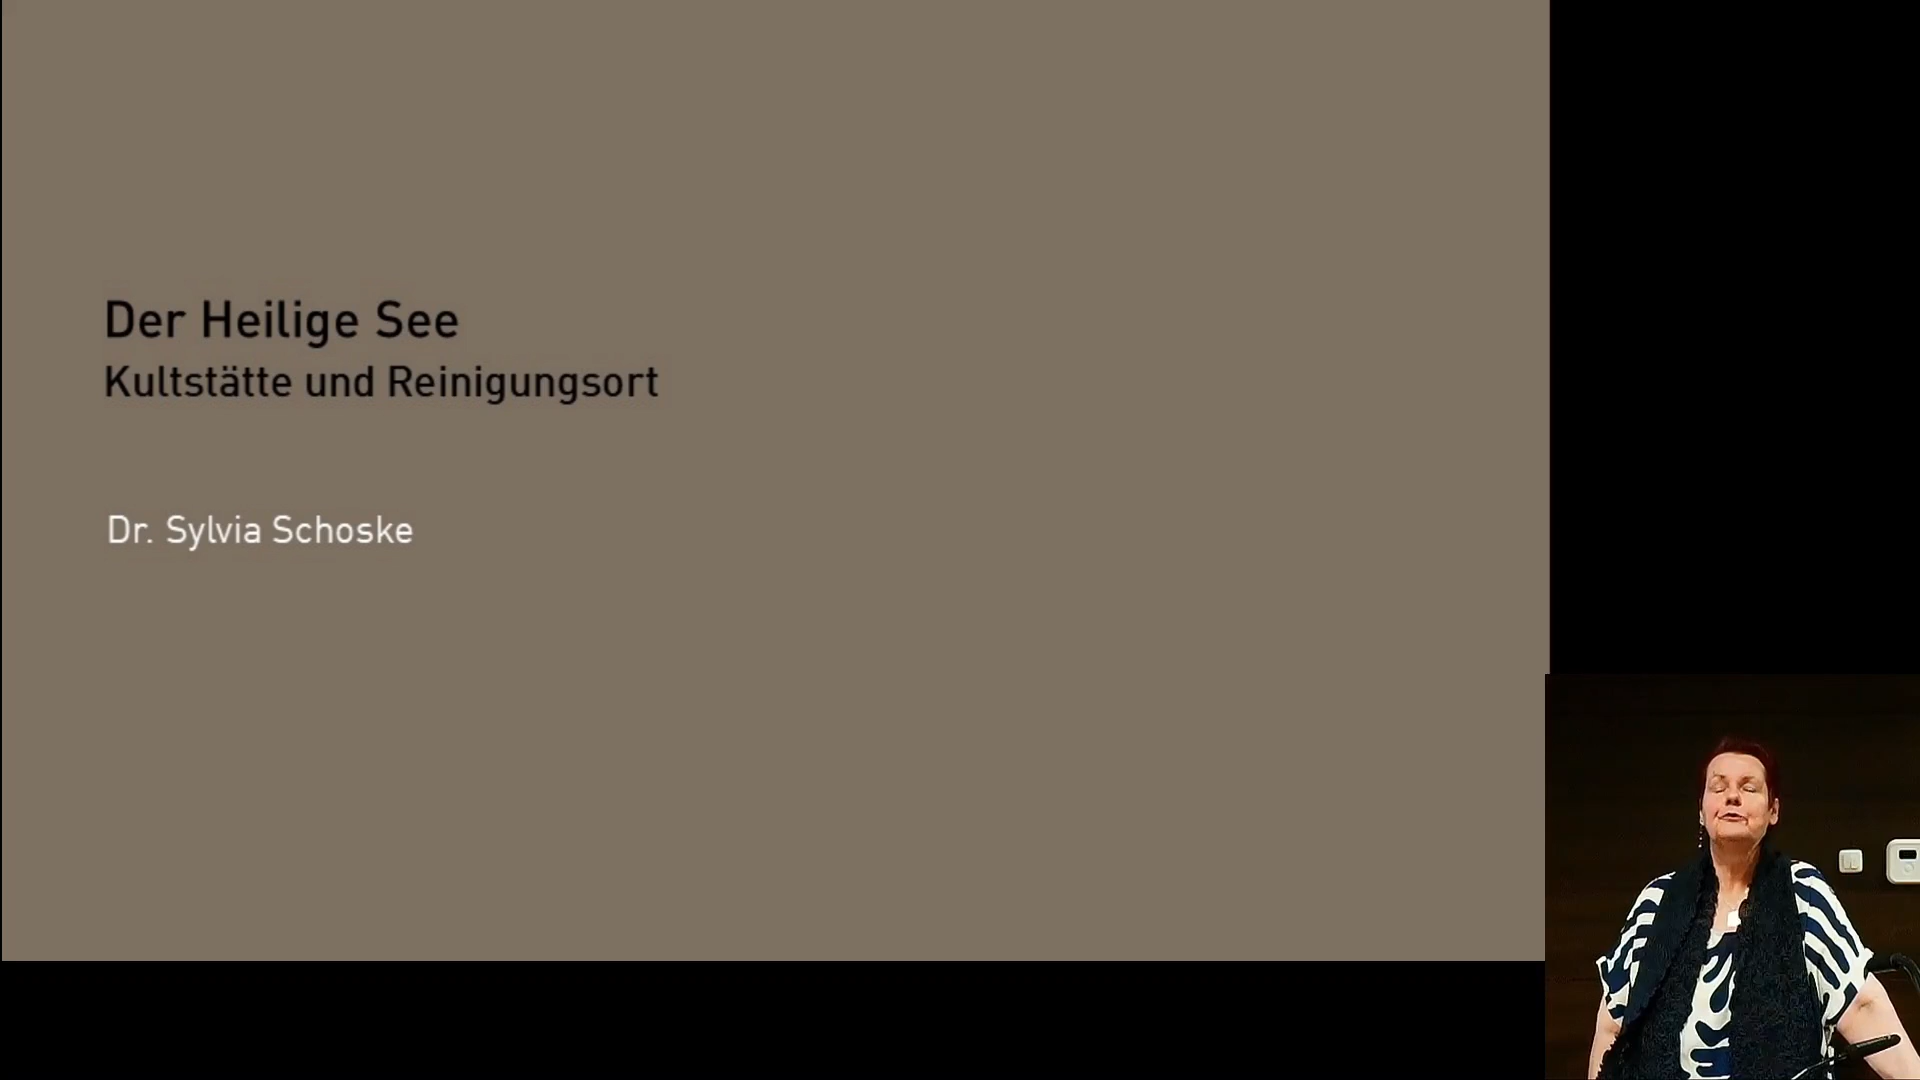 Der Heilige See
Kultstätte und Reinigungsort
Dr. Sylvia Schoske